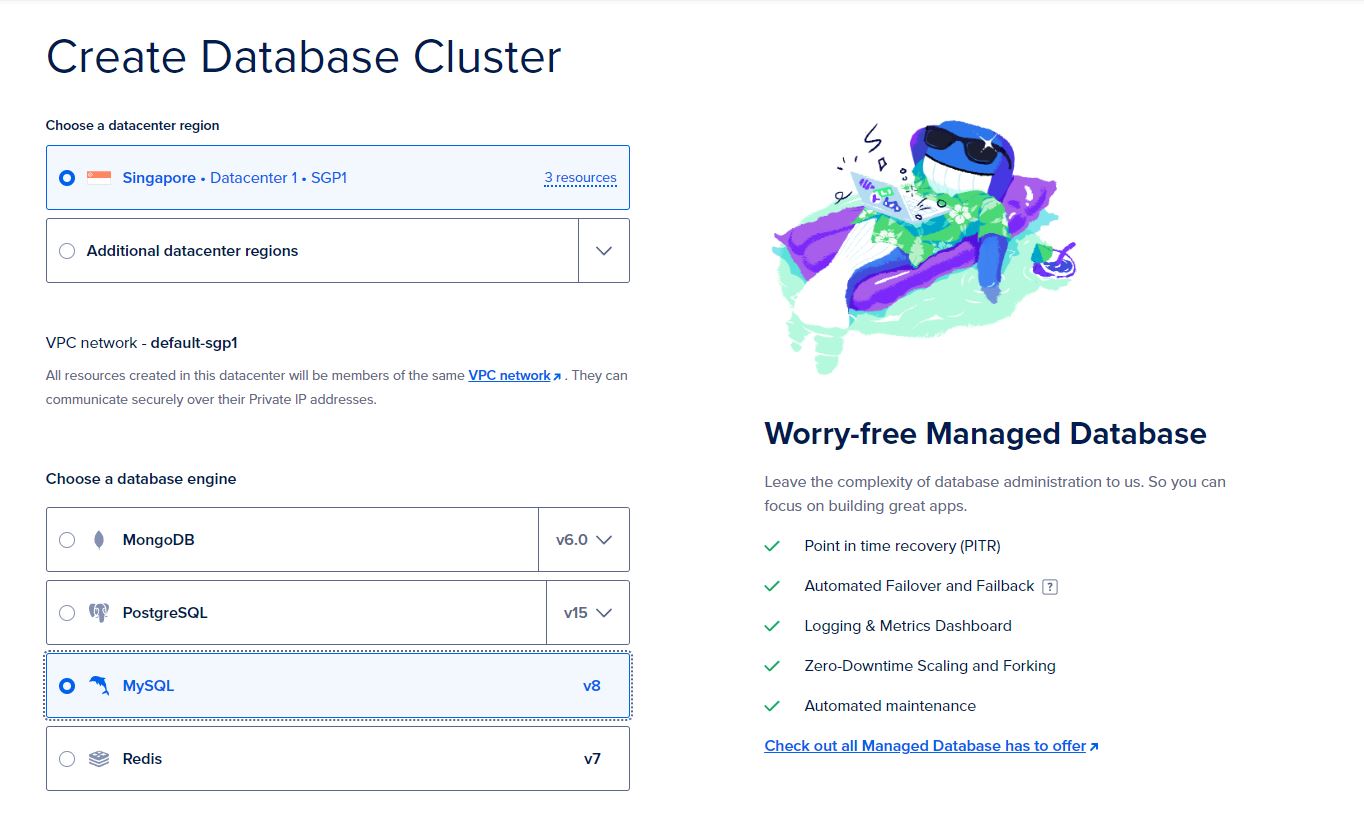 Create Database Cluster
Choose a datacenter region
Singapore • Datacenter 1 • SGP1
3 resources
Additional datacenter regions
VPC network - default-sgp1
All resources created in this datacenter will be members of the same VPC network. They can
communicate securely over their Private IP addresses.
Choose a database engine
MongoDB
v6.0
PostgreSQL
v15
MySQL
v8
Redis
v7
Worry-free Managed Database
Leave the complexity of database administration to us. So you can
focus on building great apps.
Point in time recovery (PITR)
Automated Failover and Failback ?
Logging & Metrics Dashboard
Zero-Downtime Scaling and Forking
Automated maintenance
Check out all Managed Database has to offer